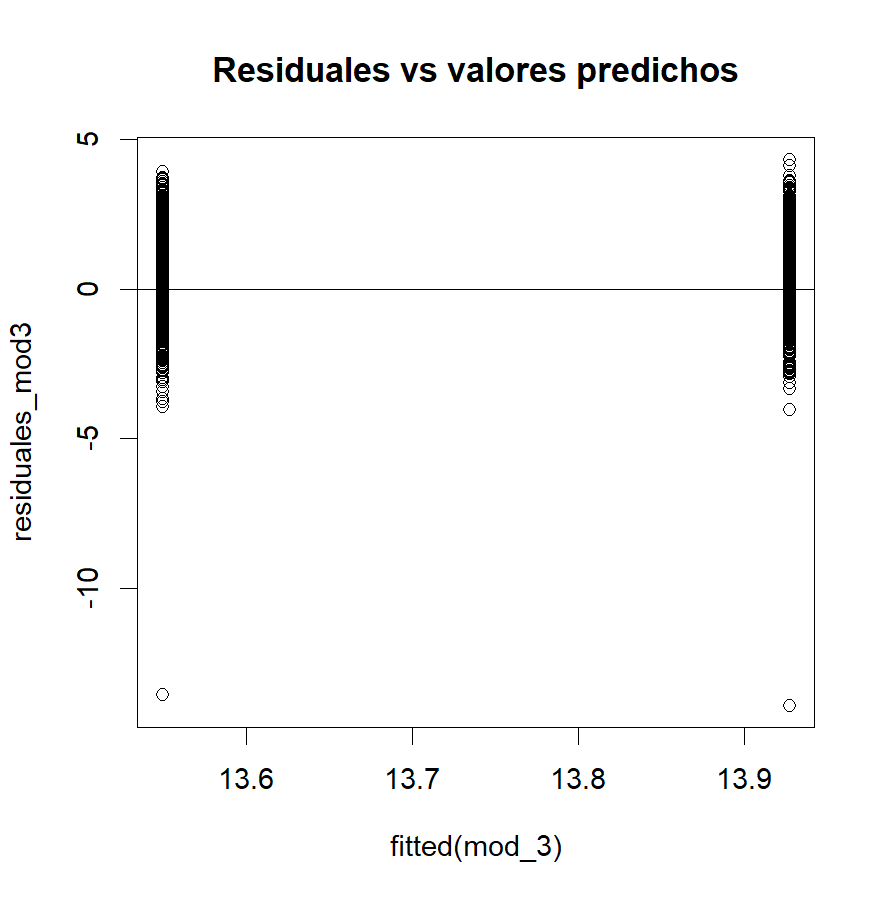 Residuales vs valores predichos
5
0
-5
-10
residuales_mod3
13.6 13.7 13.8 13.9
fitted(mod_3)